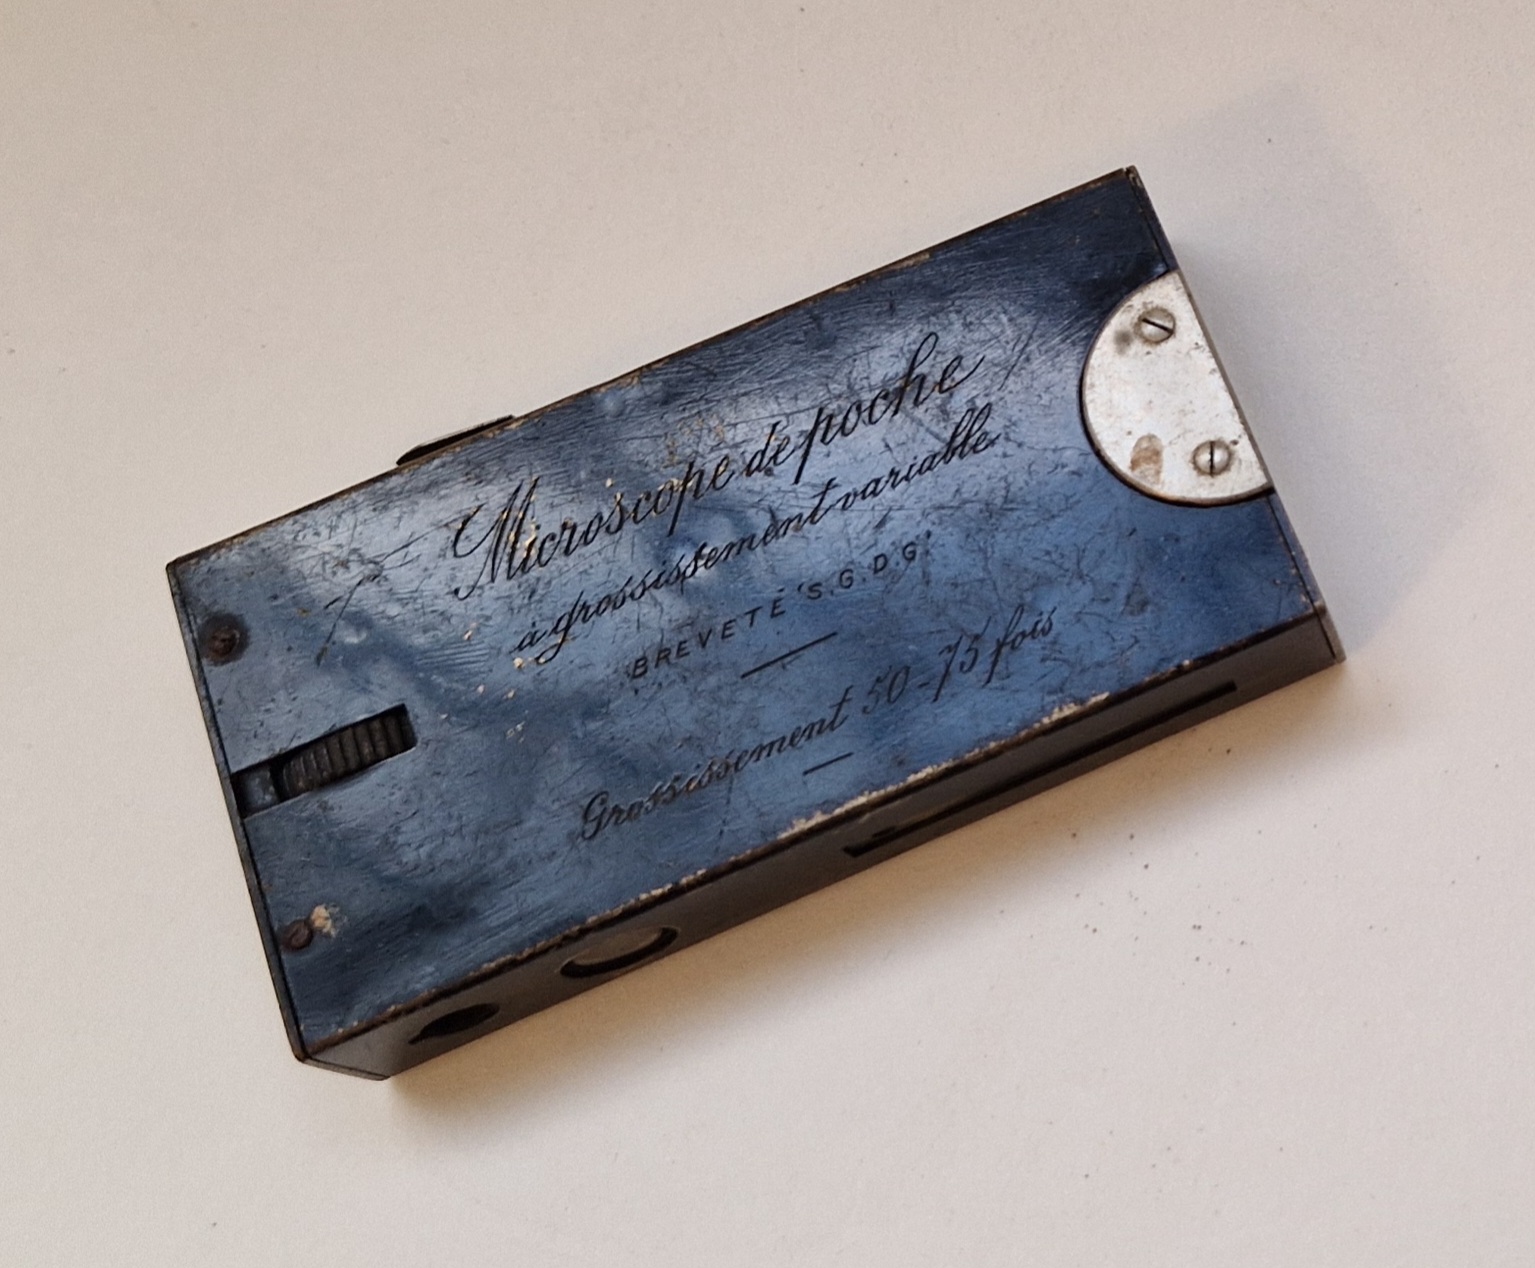 Microscope de poche
à grossissement variable
BREVETÉ S.G.D.G.
Grossissement 50-75 fois